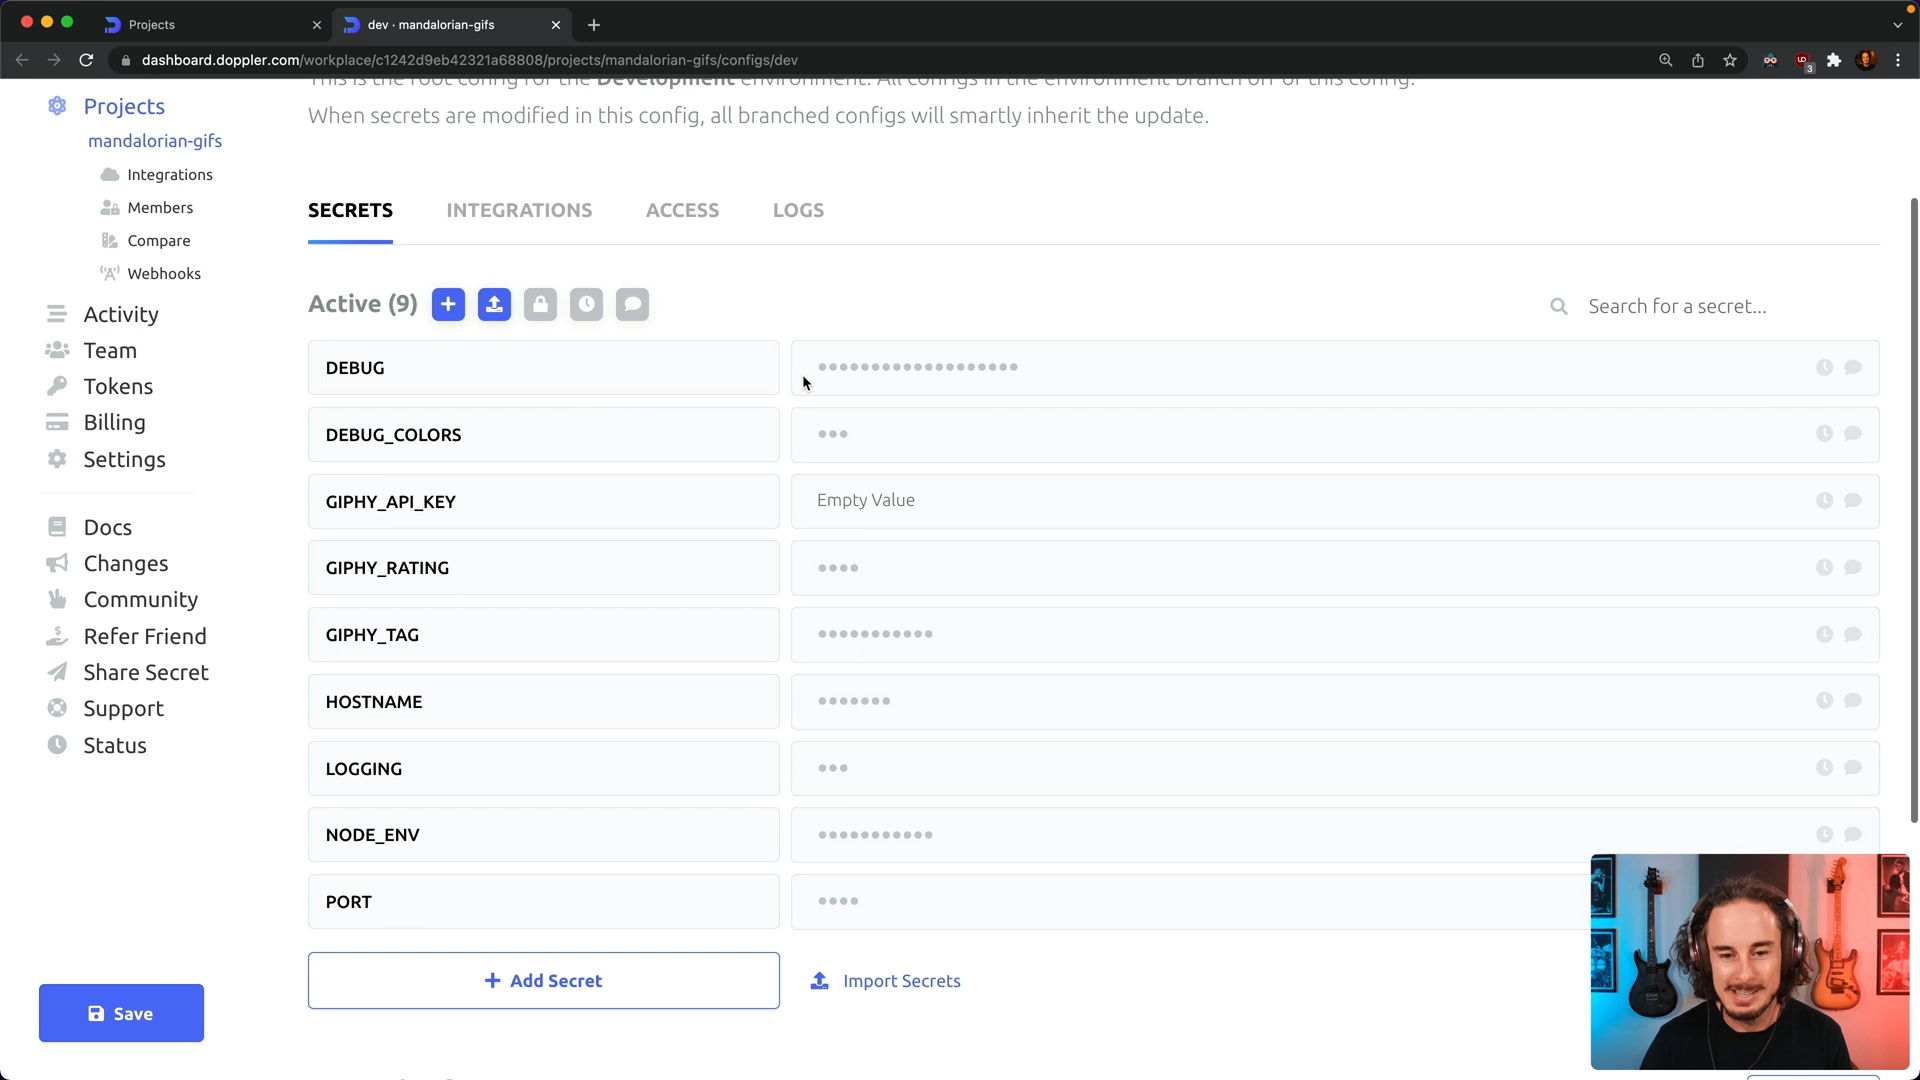 Projects
dev · mandalorian-gifs
dashboard.doppler.com/workplace/c1242d9eb42321a68808/projects/mandalorian-gifs/configs/dev
3
This is the root config for the Development environment. All configs in the environment branch off of this config.
When secrets are modified in this config, all branched configs will smartly inherit the update.
Projects
mandalorian-gifs
Integrations
Members
Compare
Webhooks
Activity
Team
Tokens
Billing
Settings
Docs
Changes
Community
Refer Friend
Share Secret
Support
Status
Save
SECRETS
INTEGRATIONS
ACCESS
LOGS
Active (9)
Search for a secret...
DEBUG
DEBUG_COLORS
GIPHY_API_KEY
Empty Value
GIPHY_RATING
GIPHY_TAG
HOSTNAME
LOGGING
NODE_ENV
PORT
Add Secret
Import Secrets